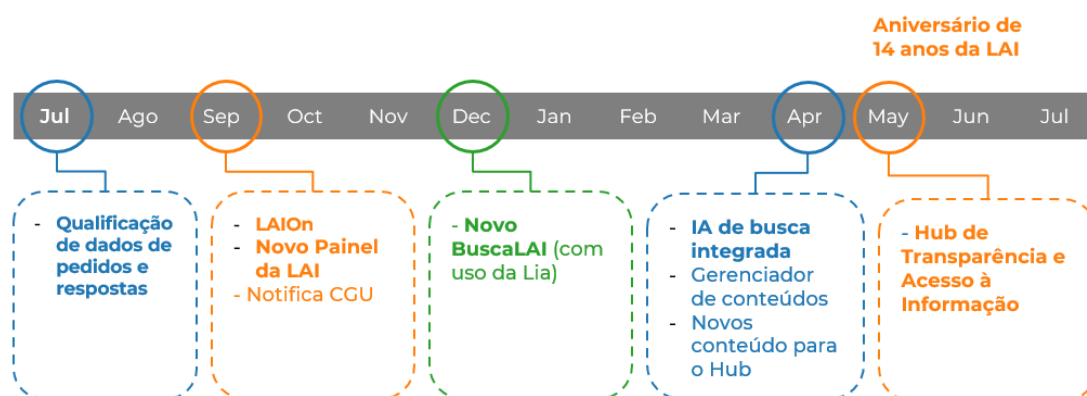 Aniversário de
14 anos da LAI
Jul Ago Sep Oct Nov Dec Jan Feb Mar Apr May Jun Jul
- Qualificação
de dados de
pedidos e
respostas
- LAIOn
- Novo Painel
da LAI
- Notifica CGU
- Novo
BuscaLAI (com
uso da Lia)
- IA de busca
integrada
- Gerenciador
de conteúdos
- Novos
conteúdo para
o Hub
- Hub de
Transparência e
Acesso à
Informação